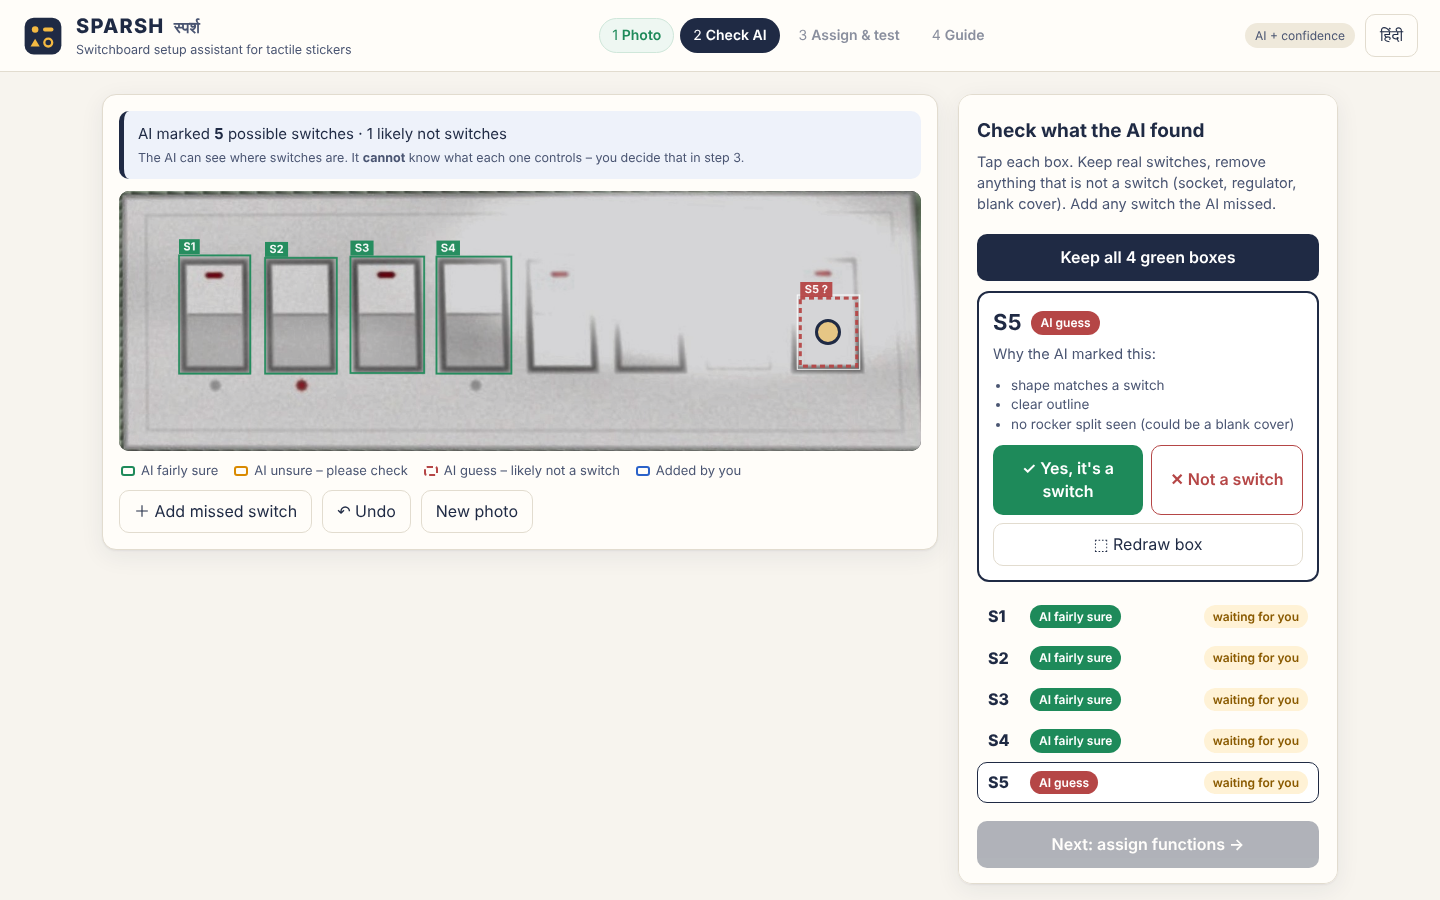 SPARSH स्पर्श
Switchboard setup assistant for tactile stickers
1 Photo
2 Check AI
3 Assign & test
4 Guide
AI + confidence
हिंदी
AI marked 5 possible switches · 1 likely not switches
The AI can see where switches are. It cannot know what each one controls – you decide that in step 3.
S1
S2
S3
S4
S5 ?
AI fairly sure
AI unsure – please check
AI guess – likely not a switch
Added by you
+ Add missed switch
↶ Undo
New photo
Check what the AI found
Tap each box. Keep real switches, remove
anything that is not a switch (socket, regulator,
blank cover). Add any switch the AI missed.
Keep all 4 green boxes
S5 AI guess
Why the AI marked this:
• shape matches a switch
• clear outline
• no rocker split seen (could be a blank cover)
✓ Yes, it's a
switch
✕ Not a switch
⬚ Redraw box
S1 AI fairly sure waiting for you
S2 AI fairly sure waiting for you
S3 AI fairly sure waiting for you
S4 AI fairly sure waiting for you
S5 AI guess waiting for you
Next: assign functions →